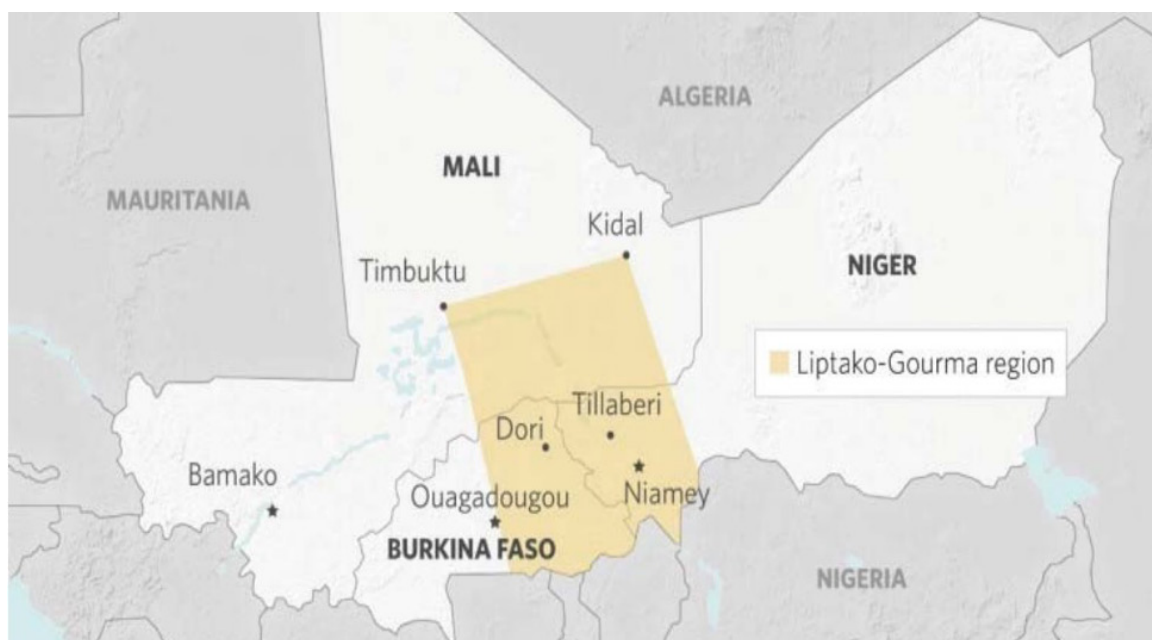 ALGERIA
MALI
MAURITANIA
Kidal
Timbuktu
NIGER
Liptako-Gourma region
Tillaberi
Dori
Bamako
Ouagadougou
Niamey
BURKINA FASO
NIGERIA